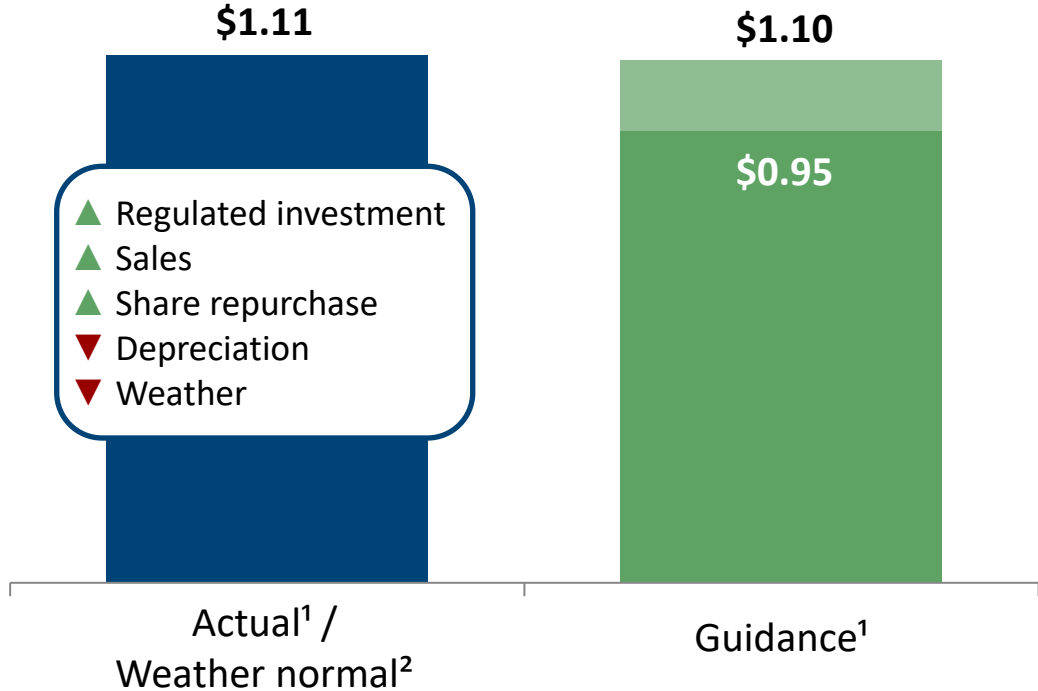 $1.11
▲ Regulated investment
▲ Sales
▲ Share repurchase
▼ Depreciation
▼ Weather
Actual¹ /
Weather normal²
$1.10
$0.95
Guidance¹